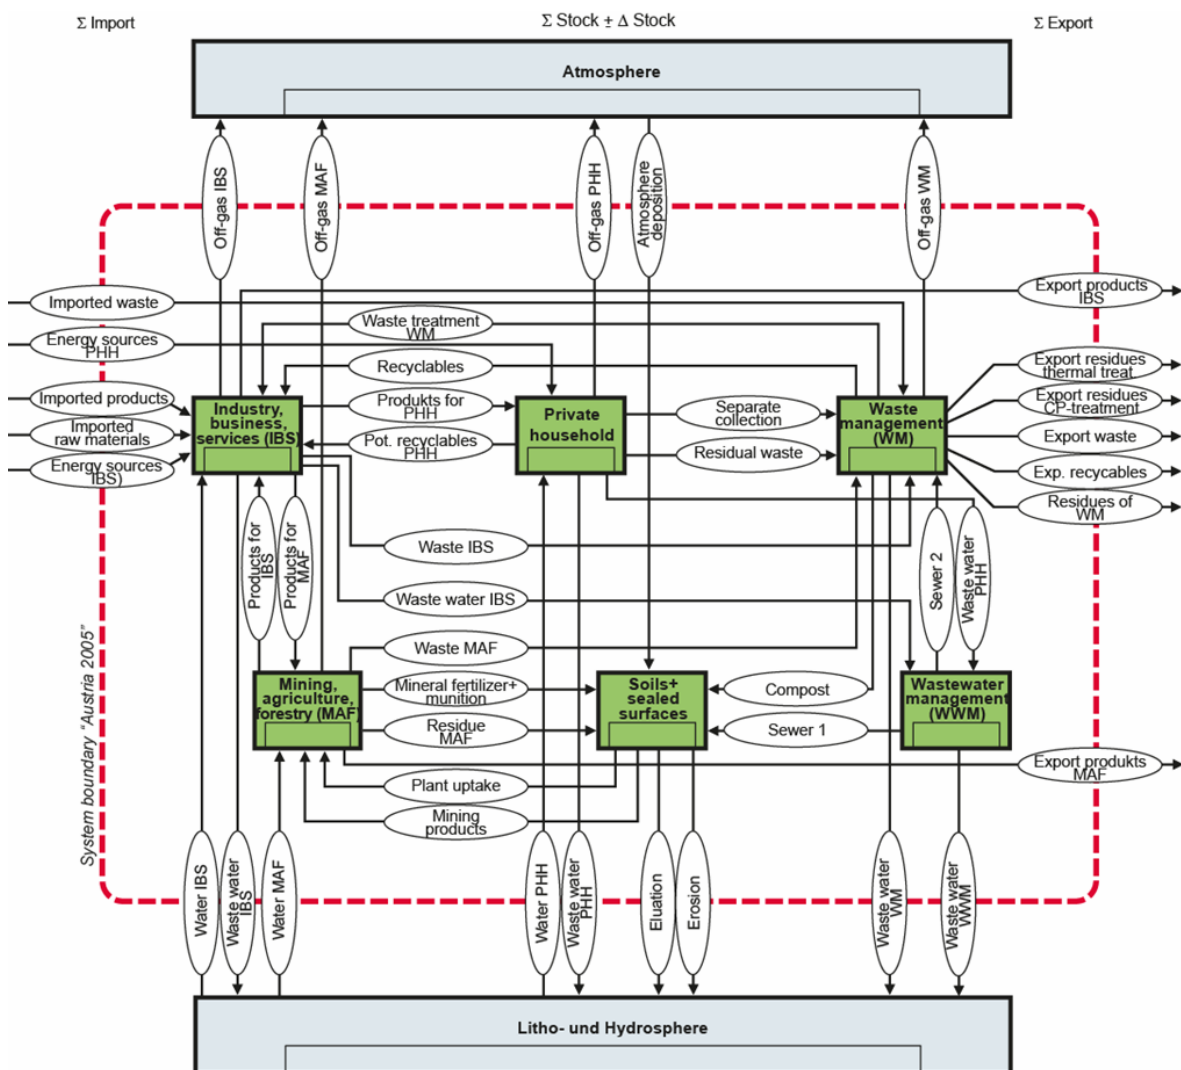 Σ Import
Σ Stock ± Δ Stock
Σ Export
Atmosphere
Off-gas IBS
Off-gas MAF
Off-gas PHH
Atmosphere
deposition
Off-gas WM
Imported waste
Export products
IBS
Waste treatment
WM
Energy sources
PHH
Recyclables
Export residues
thermal treat
Imported products
Industry,
business,
services (IBS)
Produkts for
PHH
Private
household
Separate
collection
Waste
management
(WM)
Export residues
CP-treatment
Imported
raw materials
Pot. recyclables
PHH
Residual waste
Export waste
Energy sources
IBS)
Exp. recycables
Residues of
WM
Products for
IBS
Products for
MAF
Waste IBS
Sewer 2
Waste water
PHH
Waste water IBS
Waste MAF
Mining,
agriculture,
forestry (MAF)
Mineral fertilizer+
munition
Soils+
sealed
surfaces
Compost
Wastewater
management
(WWM)
Residue
MAF
Sewer 1
Export produkts
MAF
Plant uptake
Mining
products
System boundary "Austria 2005"
Water IBS
Waste water
IBS
Water MAF
Water PHH
Waste water
PHH
Eluation
Erosion
Waste water
WM
Waste water
WWM
Litho- und Hydrosphere